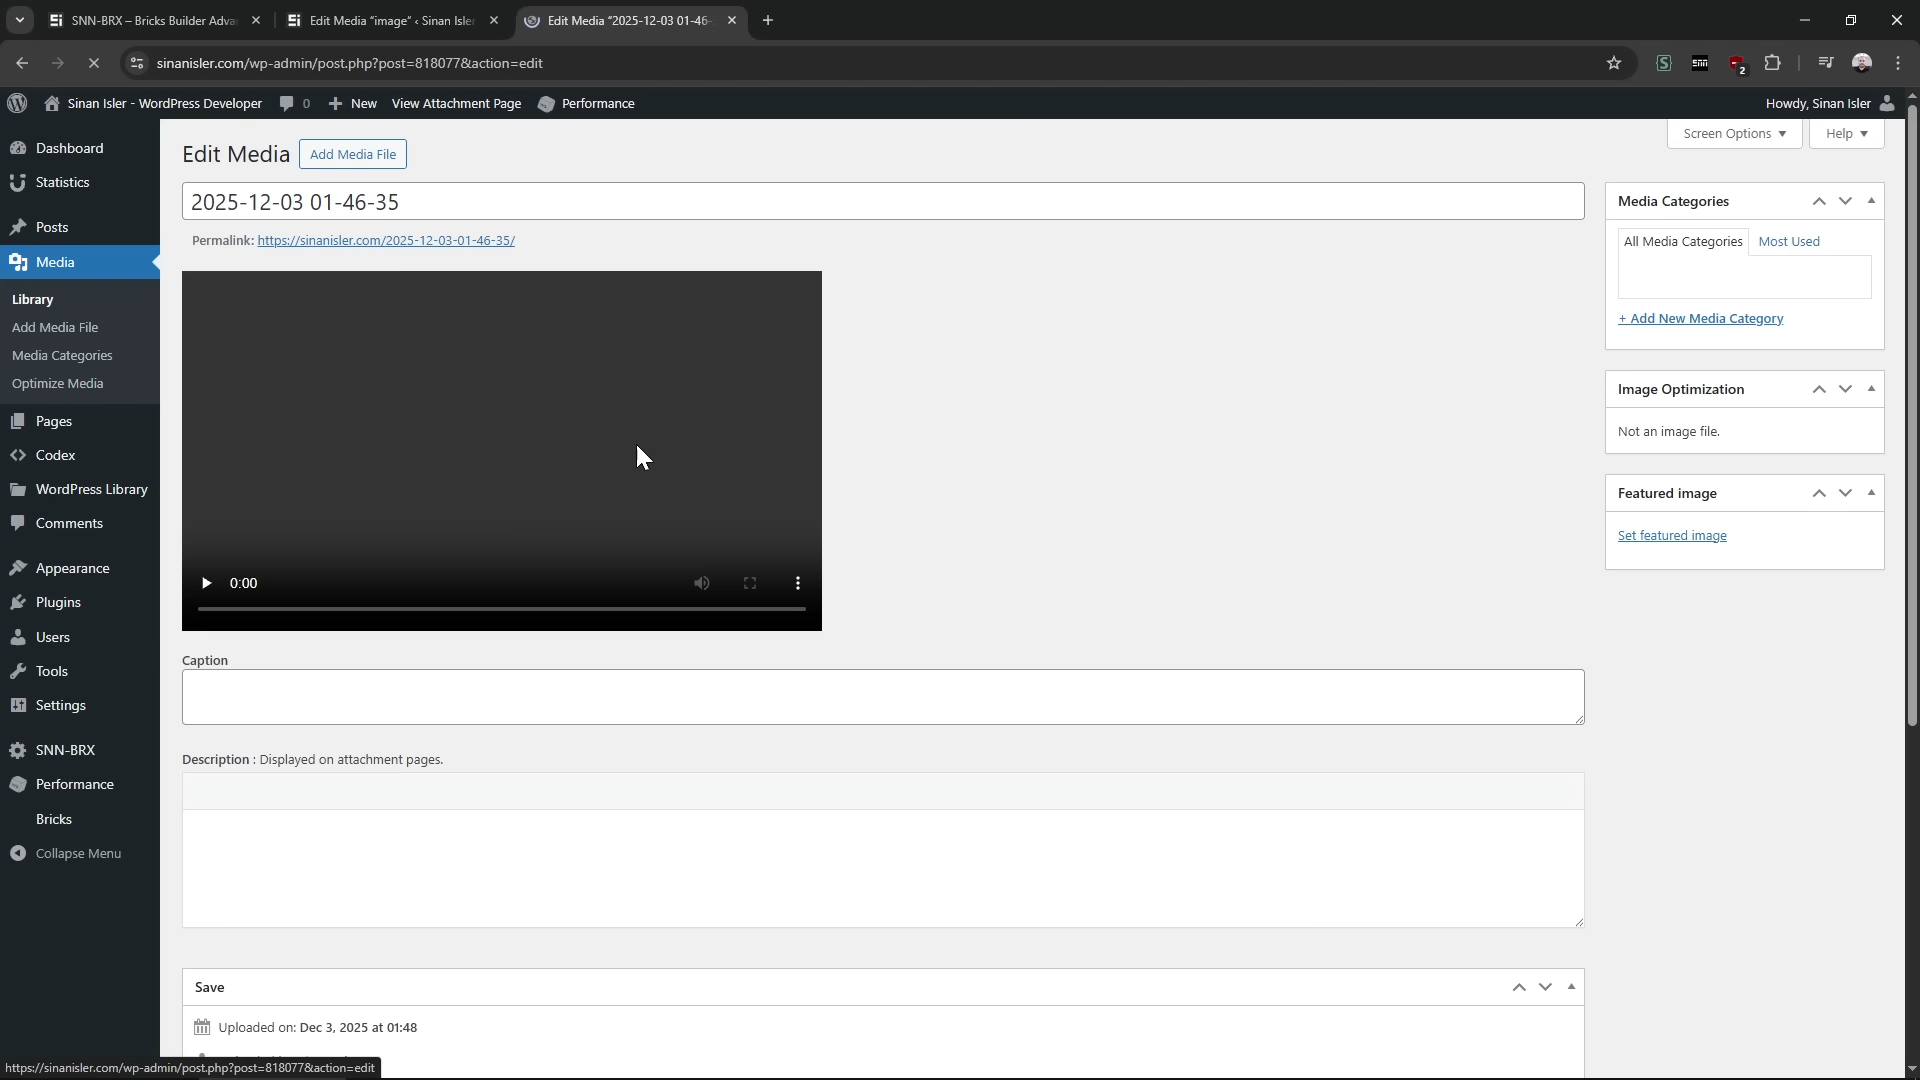 SNN-BRX – Bricks Builder Adva
Edit Media “image” ‹ Sinan Isler
Edit Media “2025-12-03 01-46-
sinanisler.com/wp-admin/post.php?post=818077&action=edit
2
Sinan Isler - WordPress Developer
0
New
View Attachment Page
Performance
Howdy, Sinan Isler
Screen Options
Help
Dashboard
Statistics
Posts
Media
Library
Add Media File
Media Categories
Optimize Media
Pages
Codex
WordPress Library
Comments
Appearance
Plugins
Users
Tools
Settings
SNN-BRX
Performance
Bricks
Collapse Menu
Edit Media
Add Media File
2025-12-03 01-46-35
Permalink: https://sinanisler.com/2025-12-03-01-46-35/
0:00
Caption
Description : Displayed on attachment pages.
Save
Uploaded on: Dec 3, 2025 at 01:48
Media Categories
All Media Categories
Most Used
+ Add New Media Category
Image Optimization
Not an image file.
Featured image
Set featured image
https://sinanisler.com/wp-admin/post.php?post=818077&action=edit